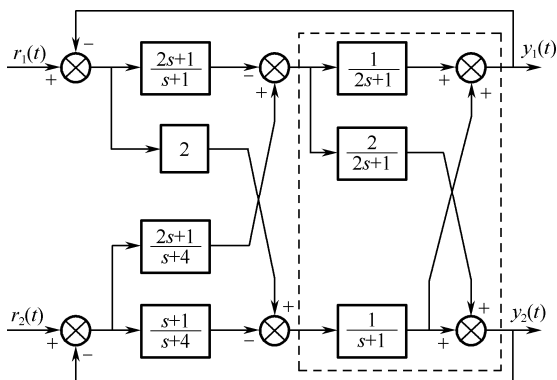 r₁(t)
−
+
2s+1
s+1
−
+
1
2s+1
+
+
y₁(t)
2
2
2s+1
2s+1
s+4
r₂(t)
+
−
s+1
s+4
−
+
1
s+1
+
+
y₂(t)